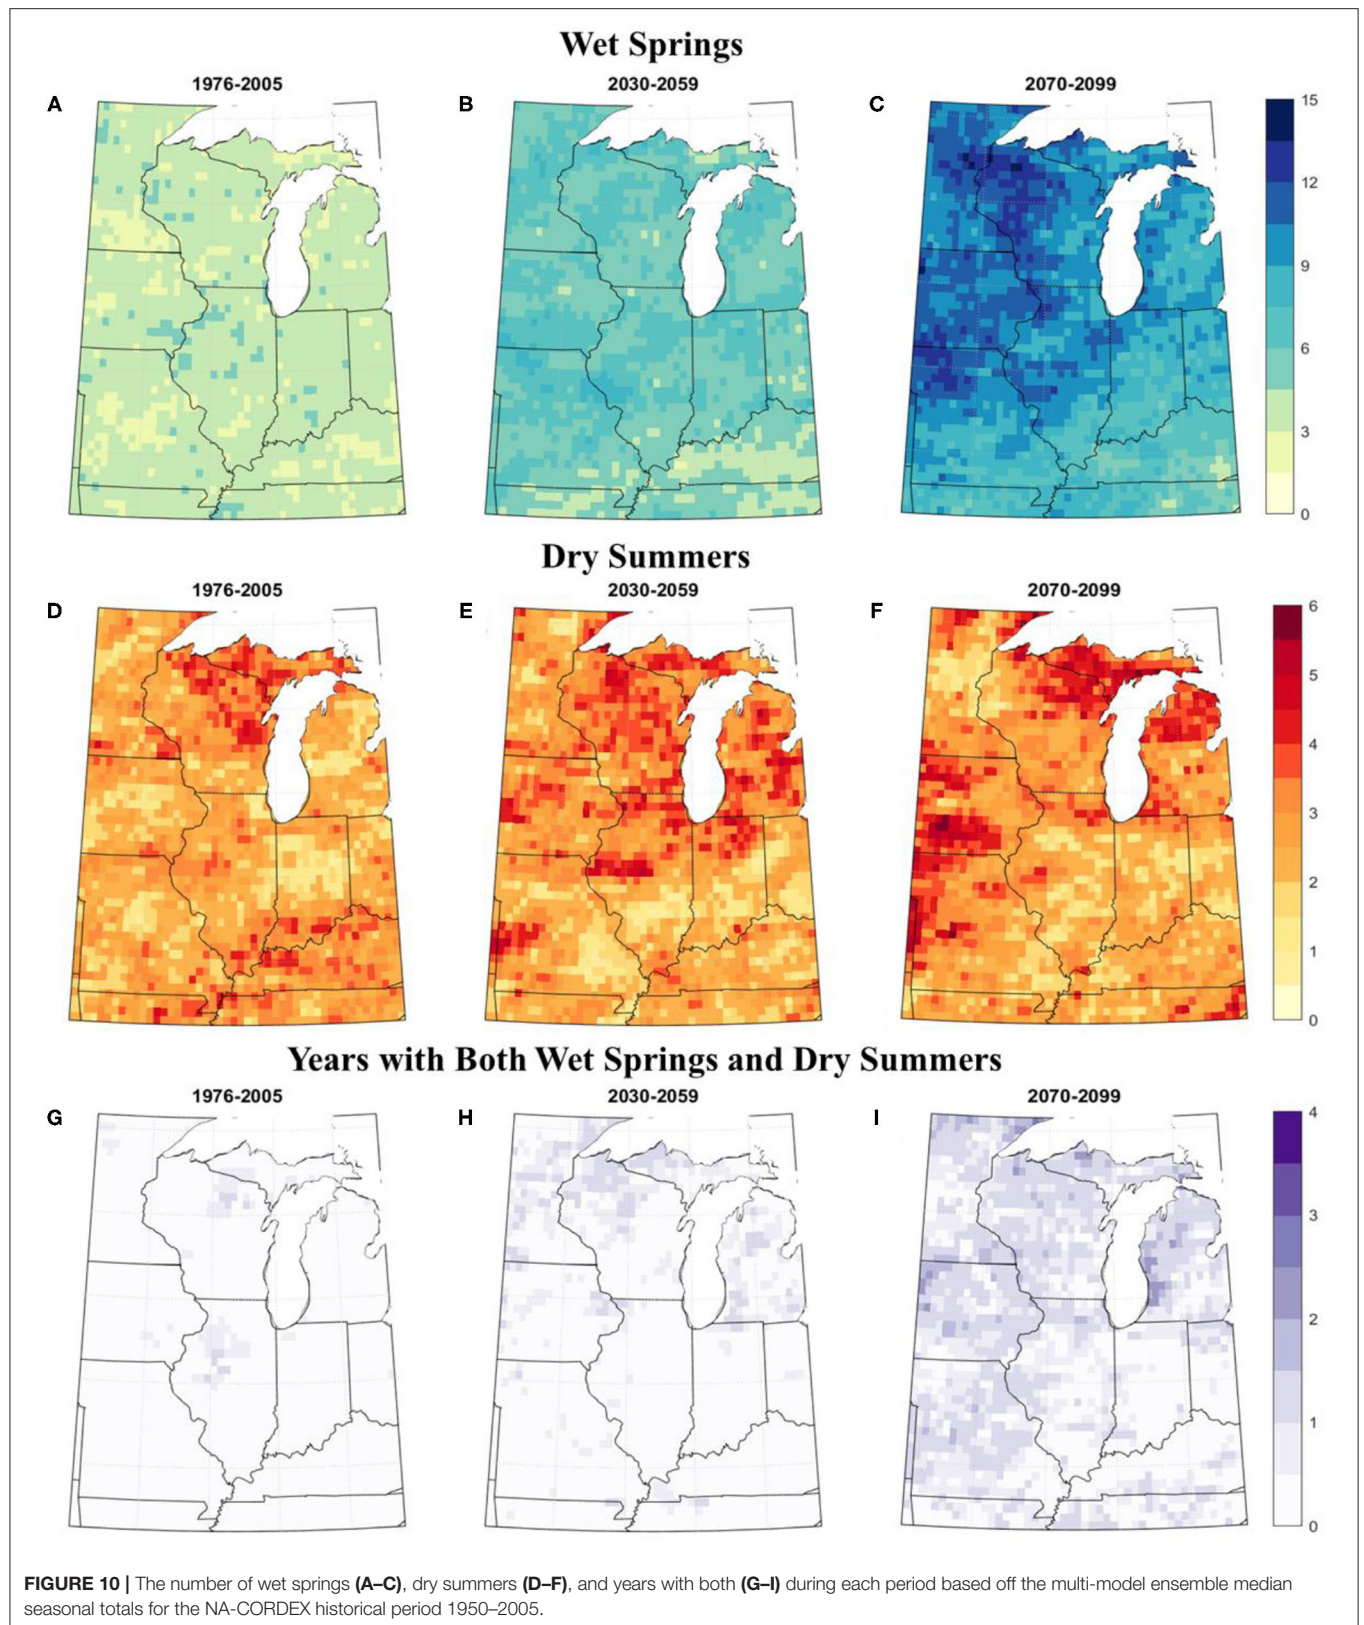 Wet Springs
1976-2005
2030-2059
2070-2099
A
B
C
15
12
9
6
3
0
Dry Summers
1976-2005
2030-2059
2070-2099
D
E
F
6
5
4
3
2
1
0
Years with Both Wet Springs and Dry Summers
1976-2005
2030-2059
2070-2099
G
H
I
4
3
2
1
0
FIGURE 10 | The number of wet springs (A–C), dry summers (D–F), and years with both (G–I) during each period based off the multi-model ensemble median
seasonal totals for the NA-CORDEX historical period 1950–2005.